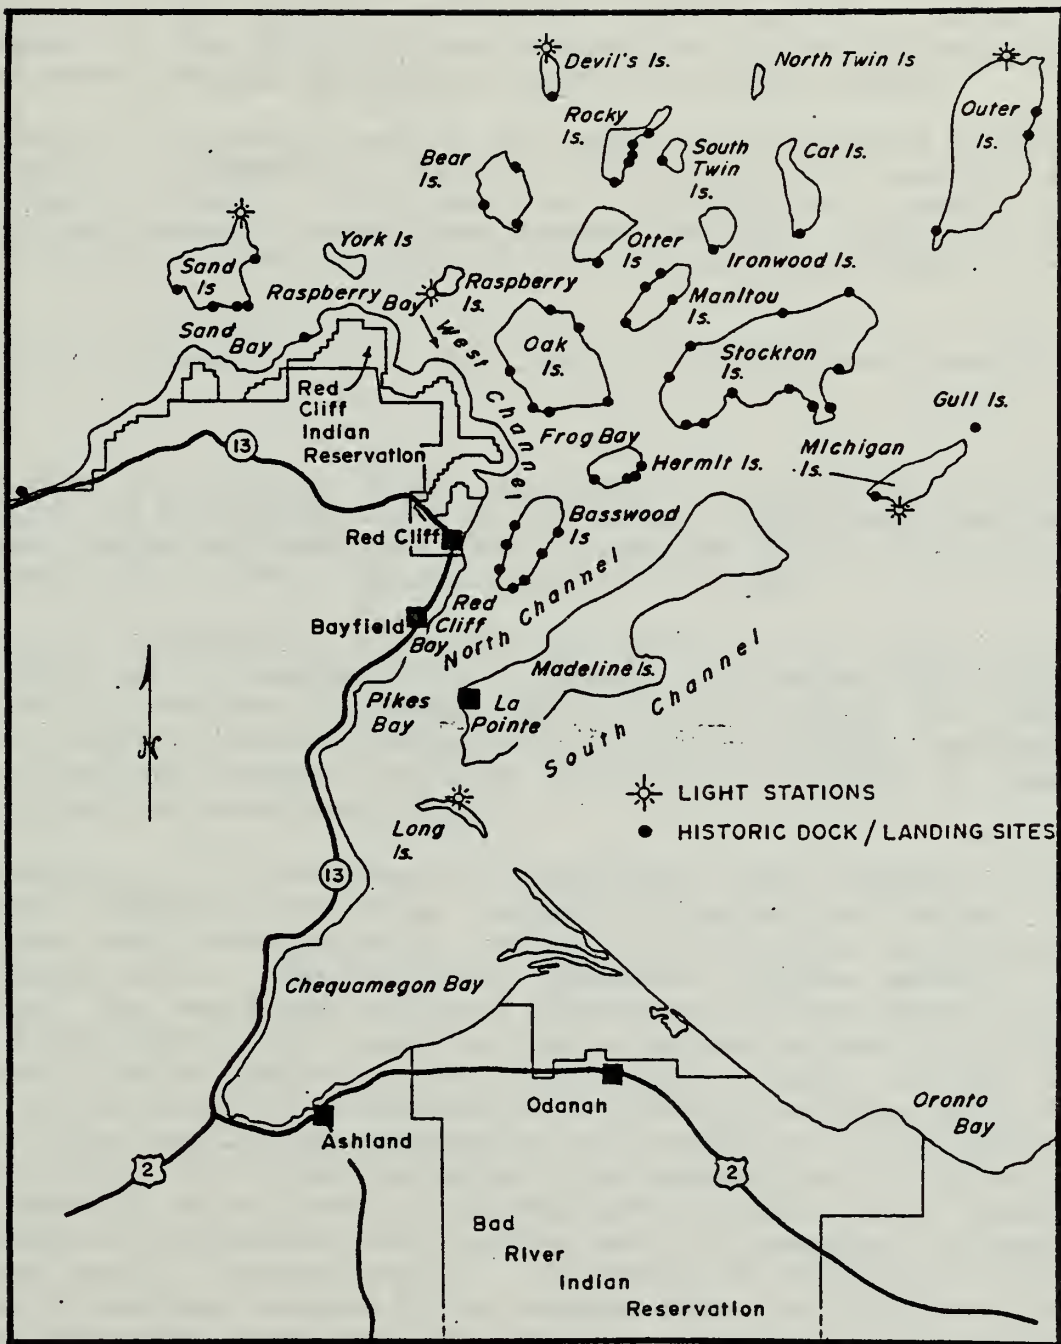 Devil's Is.
North Twin Is
Rocky
Is.
Outer
Is.
South
Twin
Is.
Cat Is.
Bear
Is.
York Is
Sand
Is
Otter
Is
Ironwood Is.
Raspberry
Is.
Raspberry Bay
Manitou
Is.
Sand
Bay
West Channel
Oak
Is.
Stockton
Is.
Gull Is.
Red
Cliff
Indian
Reservation
13
Frog Bay
Hermit Is.
Michigan
Is.
Red Cliff
Basswood
Is
Bayfield
Red
Cliff
Bay
North Channel
Madeline Is.
South Channel
Pikes
Bay
La
Pointe
N
LIGHT STATIONS
HISTORIC DOCK / LANDING SITES
Long
Is.
13
Chequamegon Bay
Odanah
Oronto
Bay
Ashland
2
2
Bad
River
Indian
Reservation